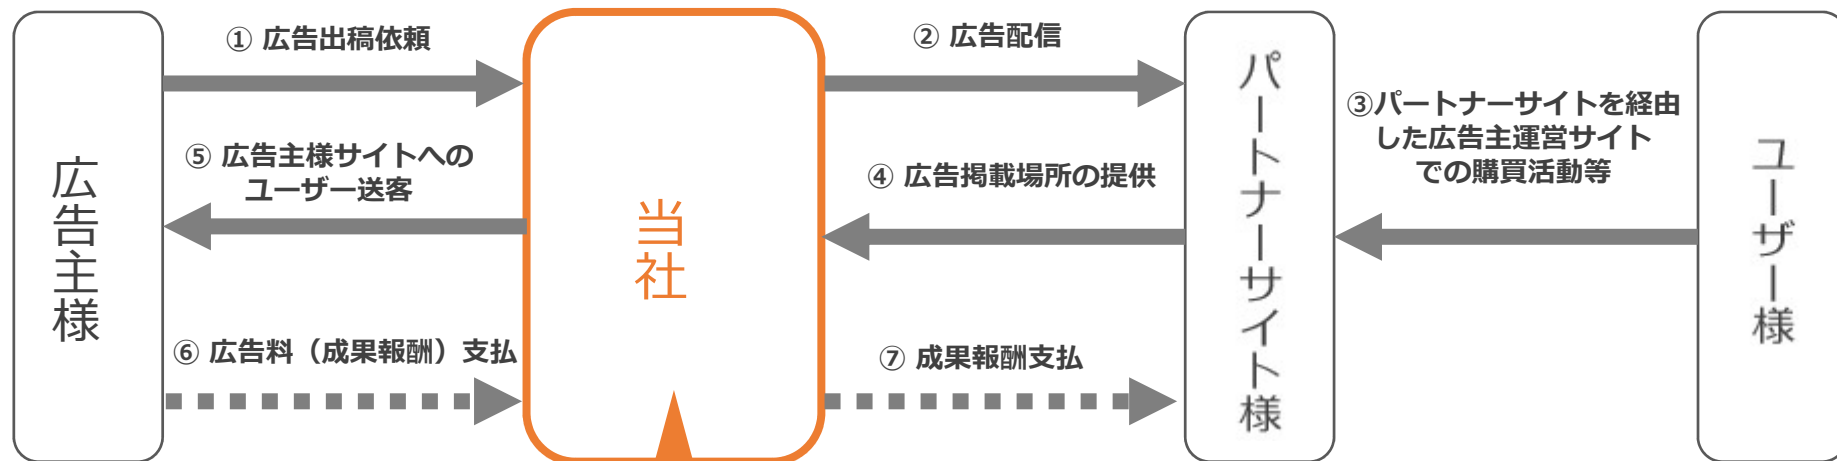 広告主様
① 広告出稿依頼
⑤ 広告主様サイトへの
ユーザー送客
⑥ 広告料（成果報酬）支払
当社
② 広告配信
④ 広告掲載場所の提供
⑦ 成果報酬支払
パートナーサイト様
③パートナーサイトを経由
した広告主運営サイト
での購買活動等
ユーザー様